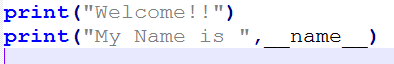 print("Welcome!!")
print("My Name is ",__name__)